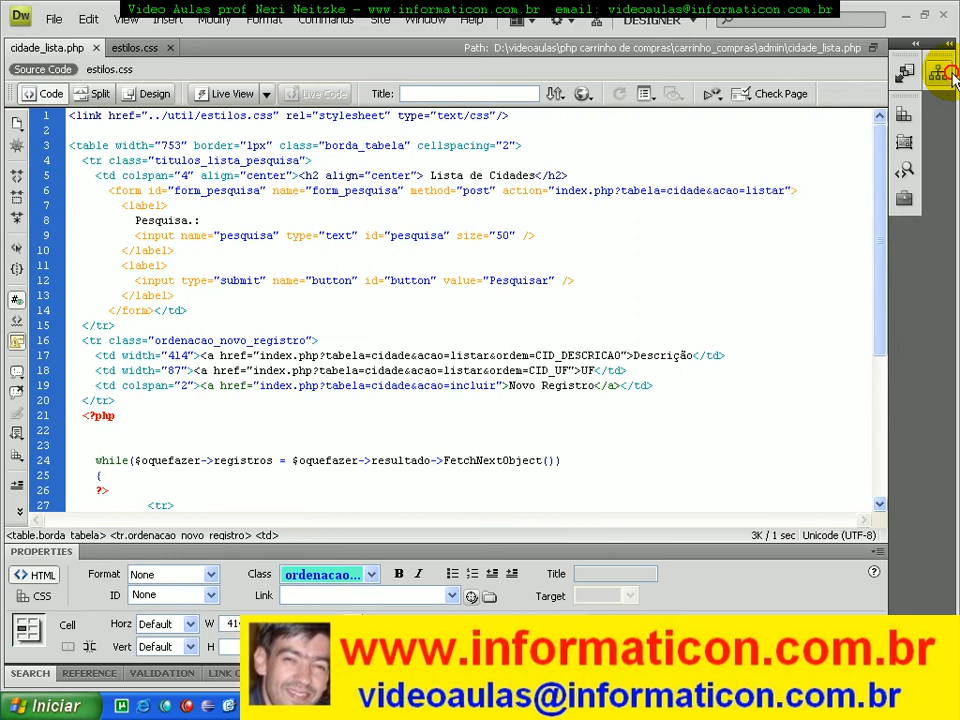 Video Aulas prof Neri Neitzke – www.informaticon.com.br email: videoaulas@informaticon.com.br
Dw File Edit View Insert Modify Format Commands Site Window Help DESIGNER
cidade_lista.php × estilos.css × Path: D:\videoaulas\php carrinho de compras\carrinho_compras\admin\cidade_lista.php
Source Code estilos.css
Code Split Design Live View Live Code Title: Check Page
1 <link href="../util/estilos.css" rel="stylesheet" type="text/css"/>
2
3 <table width="753" border="1px" class="borda_tabela" cellspacing="2">
4 <tr class="titulos_lista_pesquisa">
5 <td colspan="4" align="center"><h2 align="center"> Lista de Cidades</h2>
6 <form id="form_pesquisa" name="form_pesquisa" method="post" action="index.php?tabela=cidade&acao=listar">
7 <label>
8 Pesquisa.:
9 <input name="pesquisa" type="text" id="pesquisa" size="50" />
10 </label>
11 <label>
12 <input type="submit" name="button" id="button" value="Pesquisar" />
13 </label>
14 </form></td>
15 </tr>
16 <tr class="ordenacao_novo_registro">
17 <td width="414"><a href="index.php?tabela=cidade&acao=listar&ordem=CID_DESCRICAO">Descrição</td>
18 <td width="87"><a href="index.php?tabela=cidade&acao=listar&ordem=CID_UF">UF</td>
19 <td colspan="2"><a href="index.php?tabela=cidade&acao=incluir">Novo Registro</a></td>
20 </tr>
21 <?php
22
23
24 while($oquefazer->registros = $oquefazer->resultado->FetchNextObject())
25 {
26 ?>
27 <tr>
<table.borda_tabela> <tr.ordenacao_novo_registro> <td> 3K / 1 sec Unicode (UTF-8)
PROPERTIES
HTML Format None Class ordenacao... B I Title
CSS ID None Link Target
Cell Horz Default W 41
Vert Default H
SEARCH REFERENCE VALIDATION LINK
Iniciar
www.informaticon.com.br
videoaulas@informaticon.com.br